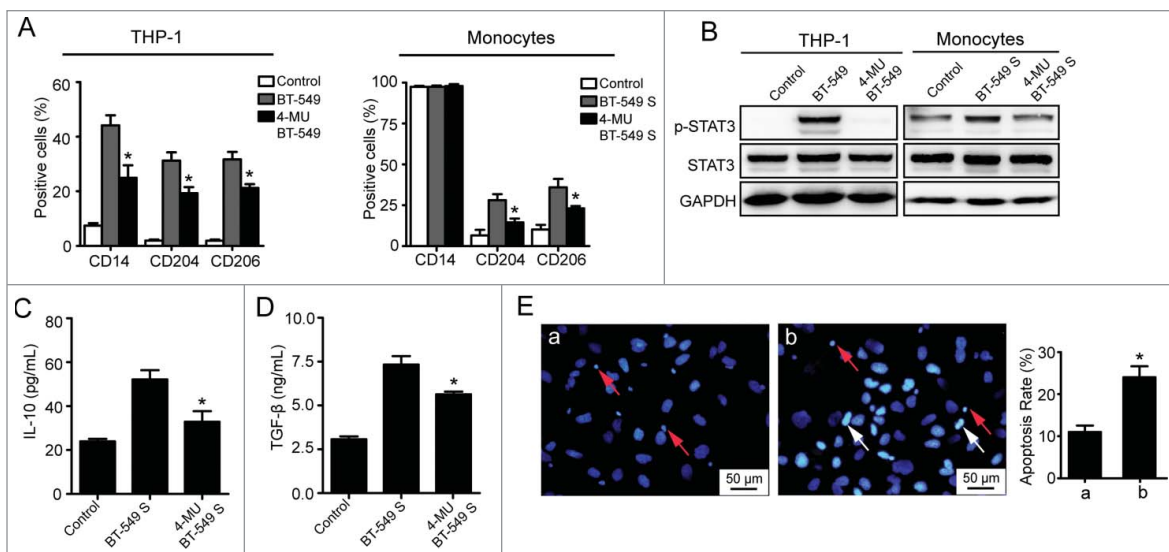 A
THP-1
Control
BT-549
4-MU
BT-549
Positive cells (%)
60
40
20
0
CD14 CD204 CD206
*
*
*
Monocytes
Control
BT-549 S
4-MU
BT-549 S
Positive cells (%)
100
75
50
25
0
CD14 CD204 CD206
*
*
B
THP-1
Monocytes
Control
BT-549
4-MU
BT-549
Control
BT-549 S
4-MU
BT-549 S
p-STAT3
STAT3
GAPDH
C
IL-10 (pg/mL)
80
60
40
20
0
*
Control
BT-549 S
4-MU
BT-549 S
D
TGF-β (ng/mL)
10.0
7.5
5.0
2.5
0
*
Control
BT-549 S
4-MU
BT-549 S
E
a
50 µm
b
50 µm
Apoptosis Rate (%)
30
20
10
0
*
a b